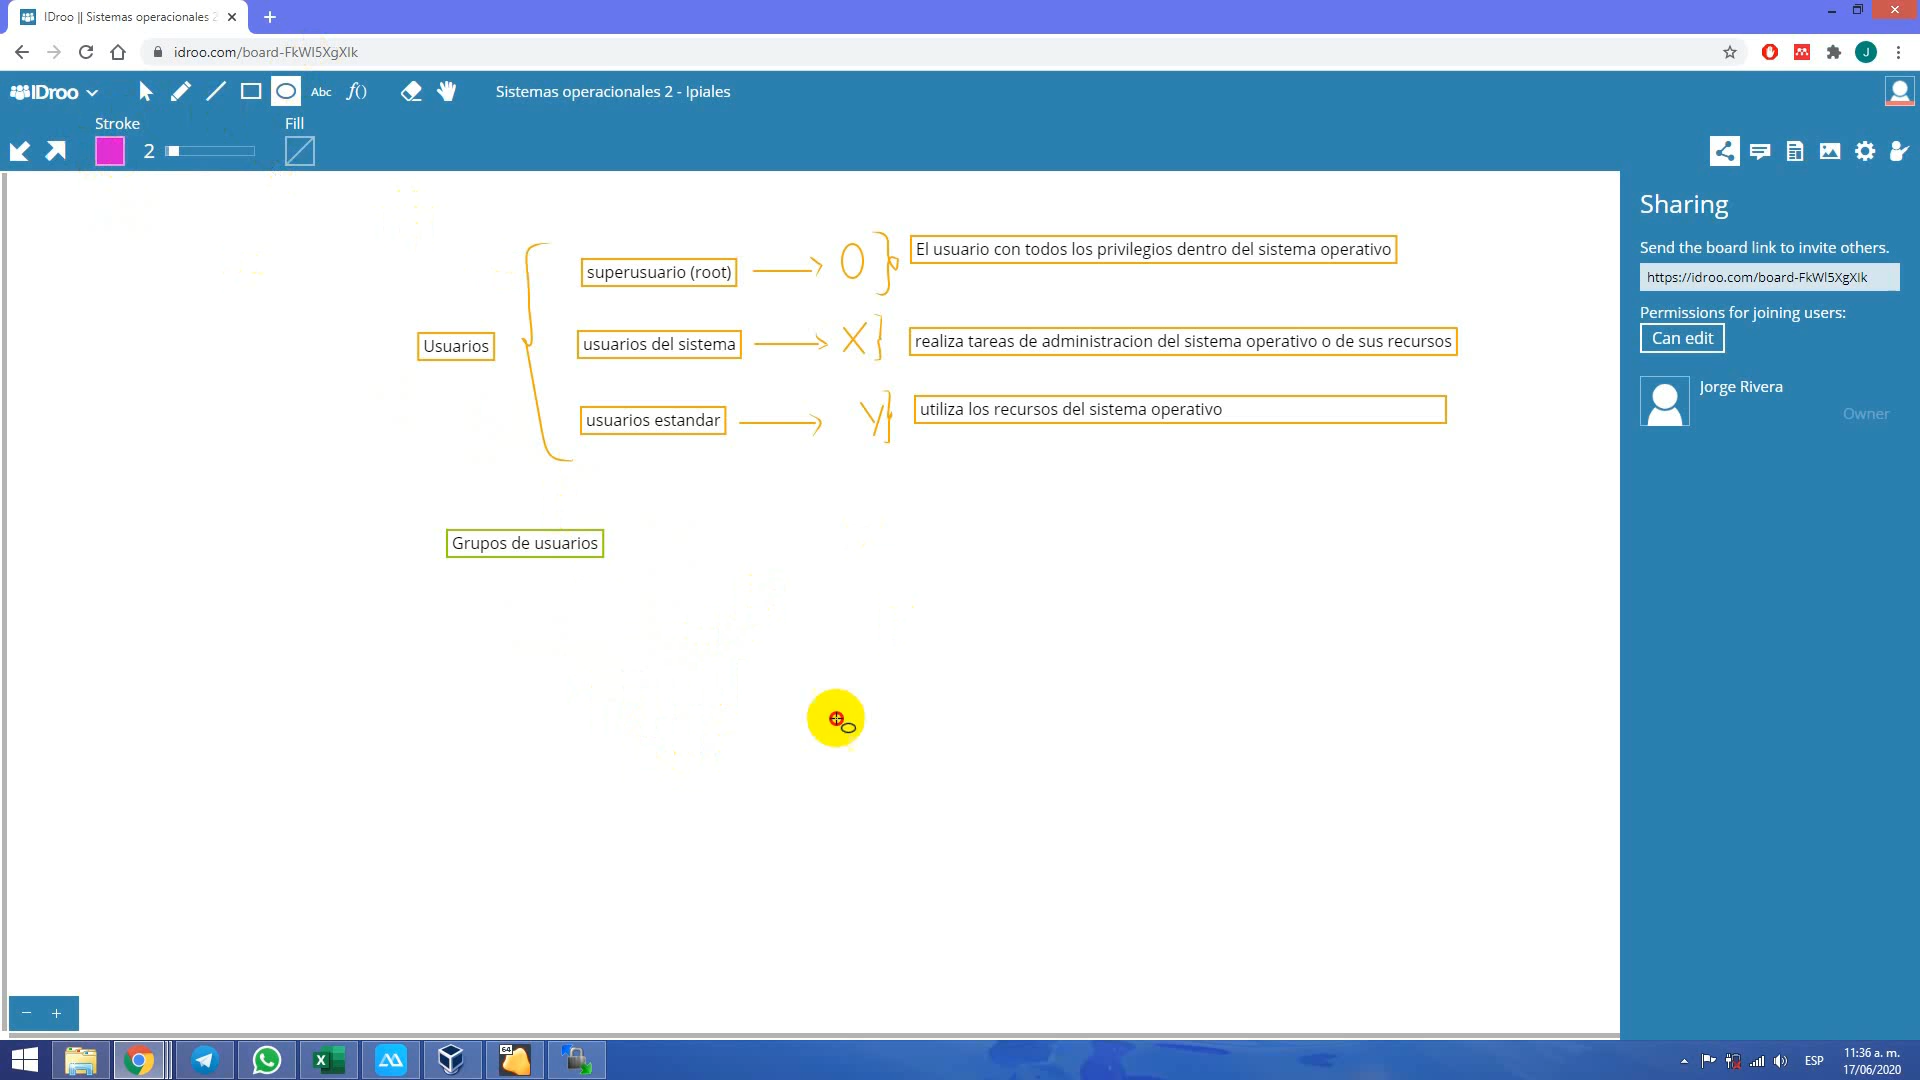 IDroo || Sistemas operacionales 2
idroo.com/board-FkWl5XgXIk
J
IDroo
Abc
f()
Sistemas operacionales 2 - Ipiales
Stroke
Fill
2
Sharing
Send the board link to invite others.
https://idroo.com/board-FkWl5XgXIk
Permissions for joining users:
Can edit
Jorge Rivera
Owner
El usuario con todos los privilegios dentro del sistema operativo
superusuario (root)
O
usuarios del sistema
X
realiza tareas de administracion del sistema operativo o de sus recursos
Usuarios
usuarios estandar
Y
utiliza los recursos del sistema operativo
Grupos de usuarios
− +
64
ESP
11:36 a. m.
17/06/2020